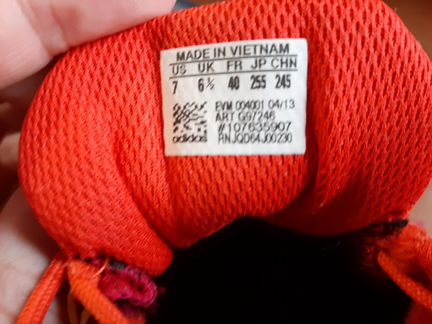 MADE IN VIETNAM
US UK FR JP CHN
7 6½ 40 255 245
EVM 004001 04/13
ART G97246
#107635907
adidas RNJQD64J00230